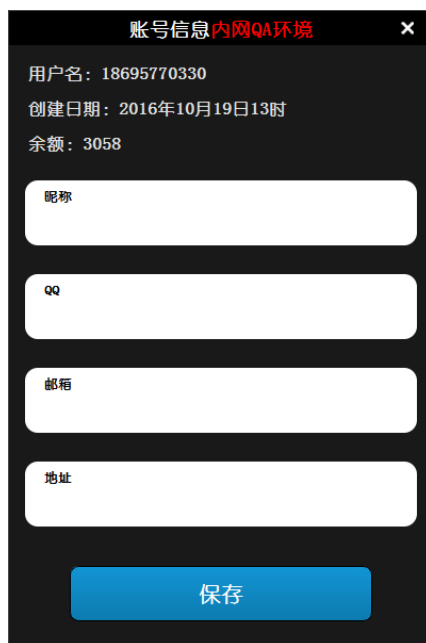 账号信息内网QA环境
用户名: 18695770330
创建日期: 2016年10月19日13时
余额: 3058
昵称
QQ
邮箱
地址
保存